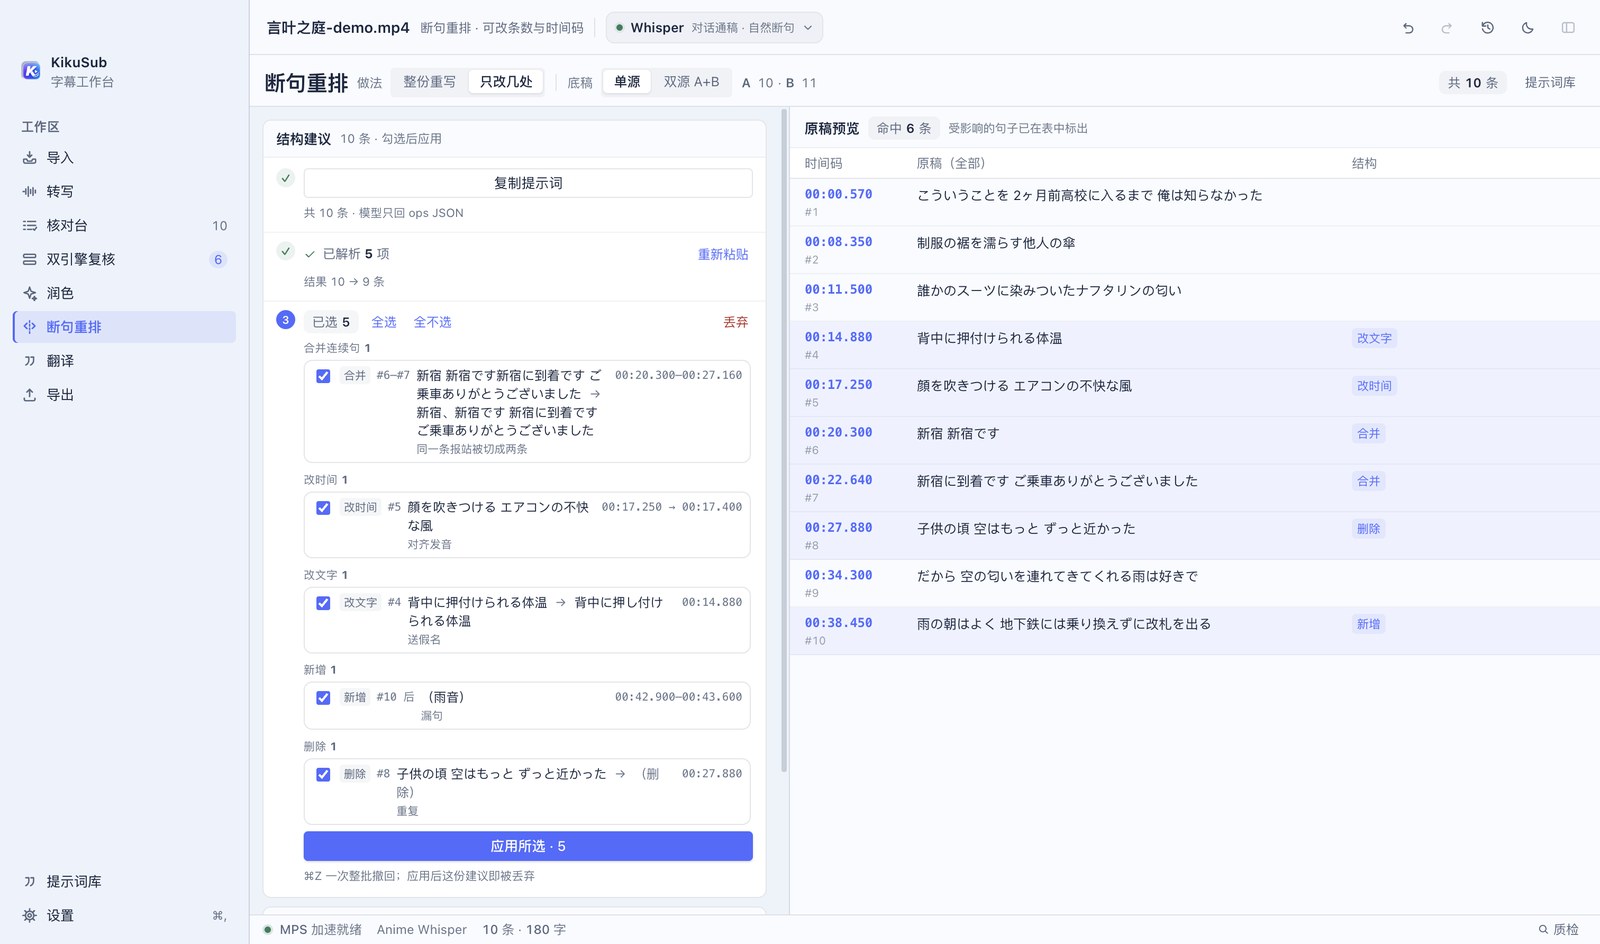 KikuSub
字幕工作台
工作区
导入
转写
核对台 10
双引擎复核 6
润色
断句重排
翻译
导出
提示词库
设置 ⌘,
言叶之庭-demo.mp4 断句重排 · 可改条数与时间码 Whisper 对话通稿 · 自然断句
断句重排 做法 整份重写 只改几处 底稿 单源 双源 A+B A 10 · B 11 共 10 条 提示词库
结构建议 10 条 · 勾选后应用
复制提示词
共 10 条 · 模型只回 ops JSON
已解析 5 项 重新粘贴
结果 10 → 9 条
3 已选 5 全选 全不选 丢弃
合并连续句 1
合并 #6–#7 新宿 新宿です新宿に到着です ご 00:20.300–00:27.160
乗車ありがとうございました →
新宿、新宿です 新宿に到着です
ご乗車ありがとうございました
同一条报站被切成两条
改时间 1
改时间 #5 顔を吹きつける エアコンの不快 00:17.250 → 00:17.400
な風
对齐发音
改文字 1
改文字 #4 背中に押付けられる体温 → 背中に押し付け 00:14.880
られる体温
送假名
新增 1
新增 #10 后 （雨音） 00:42.900–00:43.600
漏句
删除 1
删除 #8 子供の頃 空はもっと ずっと近かった → （删 00:27.880
除）
重复
应用所选 · 5
⌘Z 一次整批撤回；应用后这份建议即被丢弃
原稿预览 命中 6 条 受影响的句子已在表中标出
时间码 原稿（全部） 结构
00:00.570 こういうことを 2ヶ月前高校に入るまで 俺は知らなかった
#1
00:08.350 制服の裾を濡らす他人の傘
#2
00:11.500 誰かのスーツに染みついたナフタリンの匂い
#3
00:14.880 背中に押付けられる体温 改文字
#4
00:17.250 顔を吹きつける エアコンの不快な風 改时间
#5
00:20.300 新宿 新宿です 合并
#6
00:22.640 新宿に到着です ご乗車ありがとうございました 合并
#7
00:27.880 子供の頃 空はもっと ずっと近かった 删除
#8
00:34.300 だから 空の匂いを連れてきてくれる雨は好きで
#9
00:38.450 雨の朝はよく 地下鉄には乗り換えずに改札を出る 新增
#10
MPS 加速就绪 Anime Whisper 10 条 · 180 字 质检